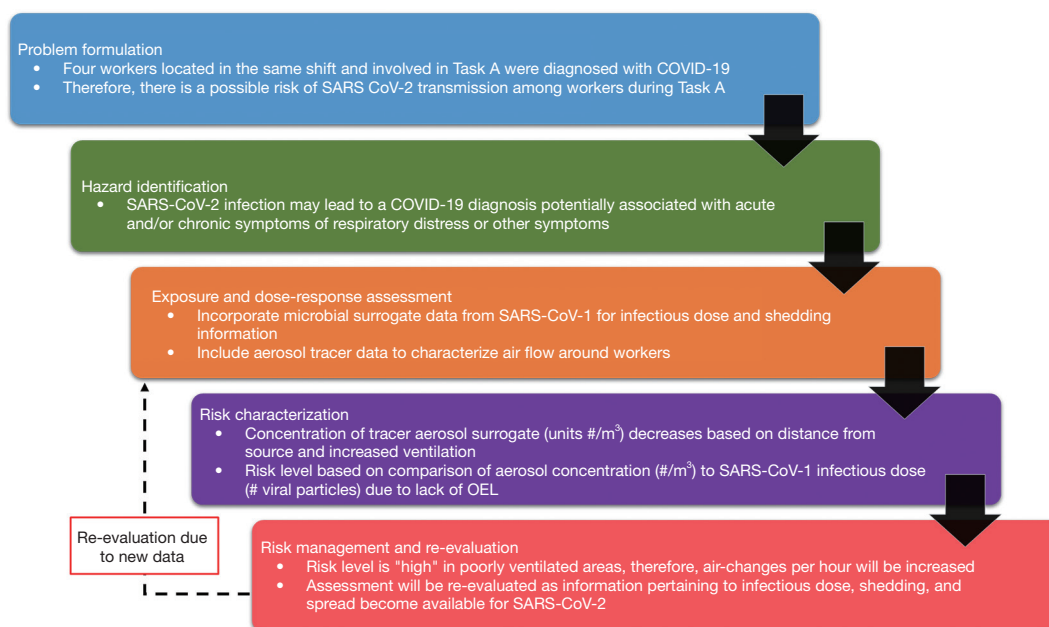 Problem formulation
• Four workers located in the same shift and involved in Task A were diagnosed with COVID-19
• Therefore, there is a possible risk of SARS CoV-2 transmission among workers during Task A
Hazard identification
• SARS-CoV-2 infection may lead to a COVID-19 diagnosis potentially associated with acute
and/or chronic symptoms of respiratory distress or other symptoms
Exposure and dose-response assessment
• Incorporate microbial surrogate data from SARS-CoV-1 for infectious dose and shedding
information
• Include aerosol tracer data to characterize air flow around workers
Risk characterization
• Concentration of tracer aerosol surrogate (units #/m³) decreases based on distance from
source and increased ventilation
• Risk level based on comparison of aerosol concentration (#/m³) to SARS-CoV-1 infectious dose
(# viral particles) due to lack of OEL
Re-evaluation due
to new data
Risk management and re-evaluation
• Risk level is "high" in poorly ventilated areas, therefore, air-changes per hour will be increased
• Assessment will be re-evaluated as information pertaining to infectious dose, shedding, and
spread become available for SARS-CoV-2